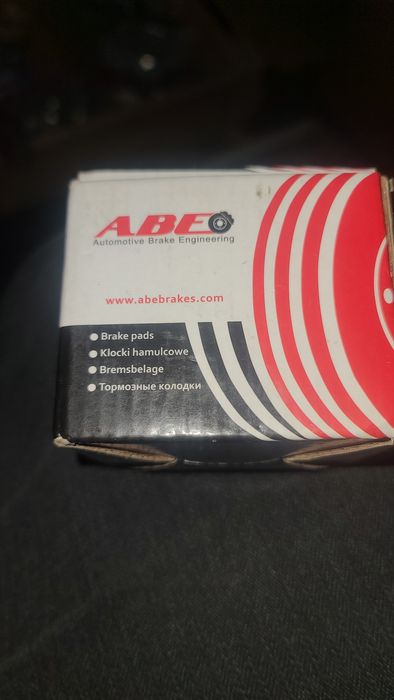 ABE
Automotive Brake Engineering
www.abebrakes.com
Brake pads
Klocki hamulcowe
Bremsbelage
Тормозные колодки